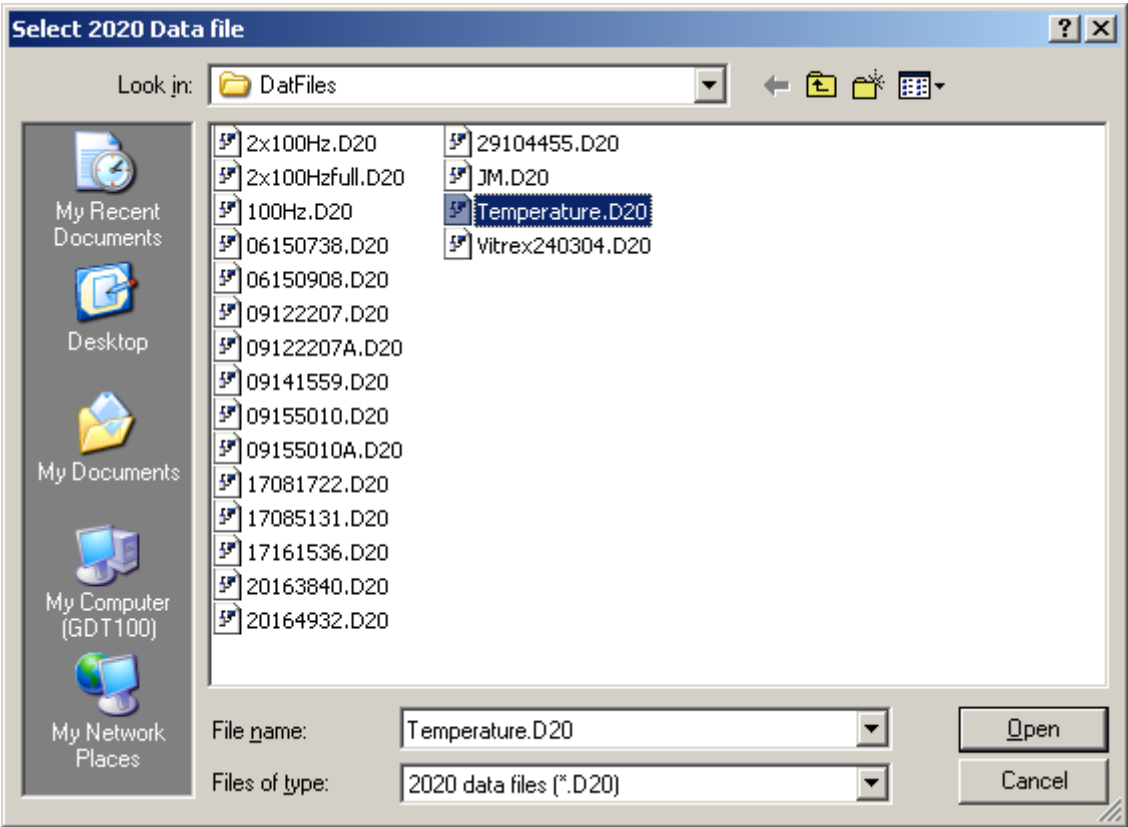 Select 2020 Data file
Look in: DatFiles
My Recent
Documents
Desktop
My Documents
My Computer
(GDT100)
My Network
Places
2x100Hz.D20
2x100Hzfull.D20
100Hz.D20
06150738.D20
06150908.D20
09122207.D20
09122207A.D20
09141559.D20
09155010.D20
09155010A.D20
17081722.D20
17085131.D20
17161536.D20
20163840.D20
20164932.D20
29104455.D20
JM.D20
Temperature.D20
Vitrex240304.D20
File name: Temperature.D20 Open
Files of type: 2020 data files (*.D20) Cancel